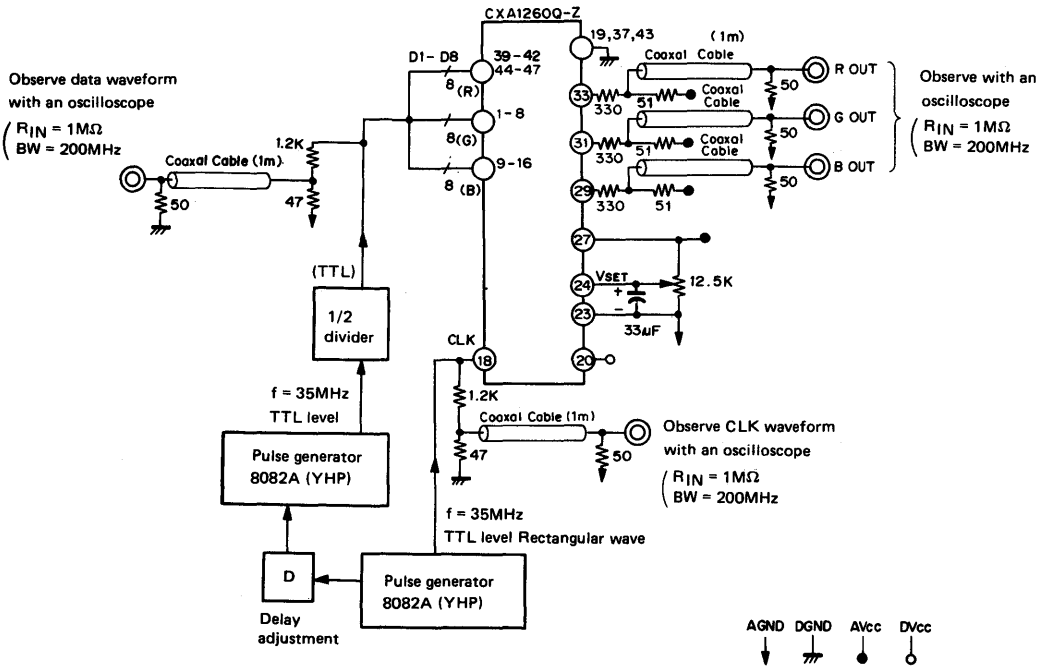 CXA1260Q-Z
19,37,43
D1- D8
39-42
44-47
8(R)
1-8
8(G)
9-16
8(B)
33
330
51
Coaxal Cable
(1m)
50
R OUT
31
330
51
Coaxal
Cable
50
G OUT
29
330
51
Coaxal
Cable
50
B OUT
Observe with an
oscilloscope
RIN = 1MΩ
BW = 200MHz
Observe data waveform
with an oscilloscope
RIN = 1MΩ
BW = 200MHz
Coaxal Cable (1m)
1.2K
47
50
27
24
VSET
+
−
12.5K
23
33μF
20
(TTL)
1/2
divider
CLK
18
f = 35MHz
TTL level
Pulse generator
8082A (YHP)
1.2K
47
Coaxal Cable (1m)
50
Observe CLK waveform
with an oscilloscope
RIN = 1MΩ
BW = 200MHz
f = 35MHz
TTL level Rectangular wave
D
Delay
adjustment
Pulse generator
8082A (YHP)
AGND DGND AVcc DVcc